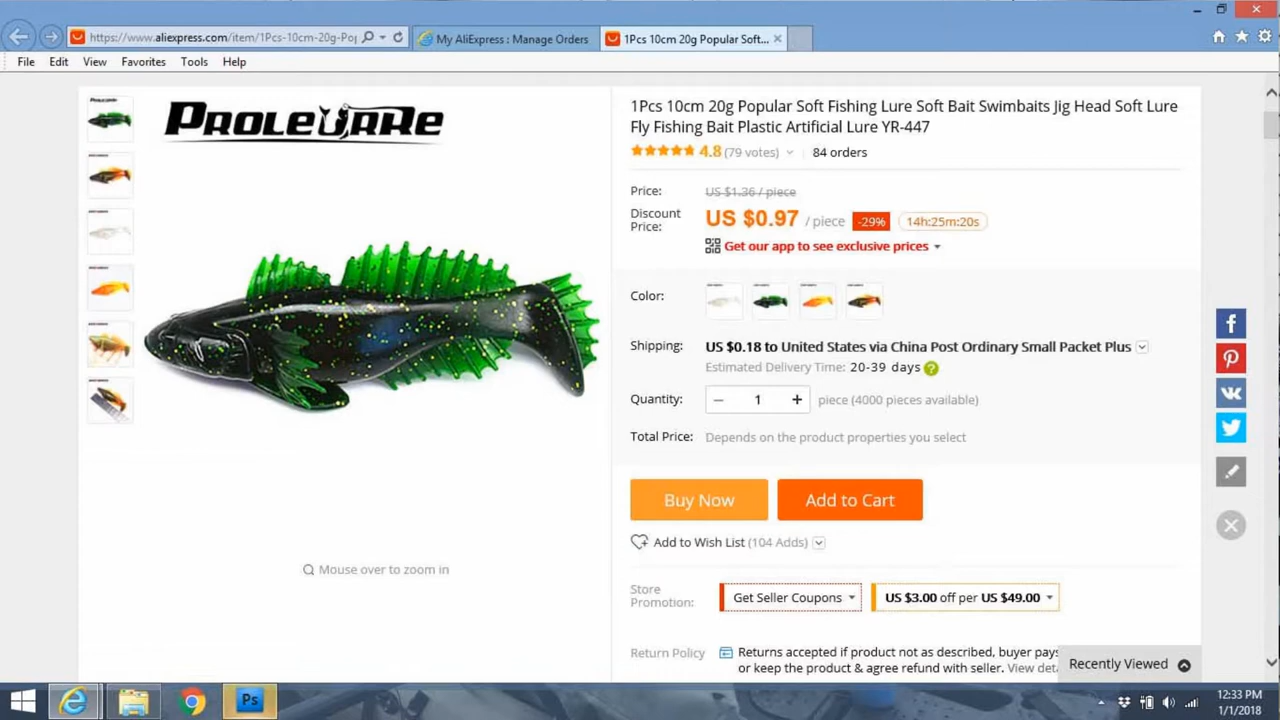 https://www.aliexpress.com/item/1Pcs-10cm-20g-Po
My AliExpress : Manage Orders
1Pcs 10cm 20g Popular Soft...
File Edit View Favorites Tools Help
PROLEURRE
1Pcs 10cm 20g Popular Soft Fishing Lure Soft Bait Swimbaits Jig Head Soft Lure
Fly Fishing Bait Plastic Artificial Lure YR-447
4.8 (79 votes) 84 orders
Price: US $1.36 / piece
Discount
Price: US $0.97 / piece -29% 14h:25m:20s
Get our app to see exclusive prices
Color:
Shipping: US $0.18 to United States via China Post Ordinary Small Packet Plus
Estimated Delivery Time: 20-39 days ?
Quantity: − 1 + piece (4000 pieces available)
Total Price: Depends on the product properties you select
Buy Now Add to Cart
Add to Wish List (104 Adds)
Mouse over to zoom in
Store
Promotion: Get Seller Coupons US $3.00 off per US $49.00
Return Policy Returns accepted if product not as described, buyer pays
or keep the product & agree refund with seller. View deta
Recently Viewed
Ps
12:33 PM
1/1/2018